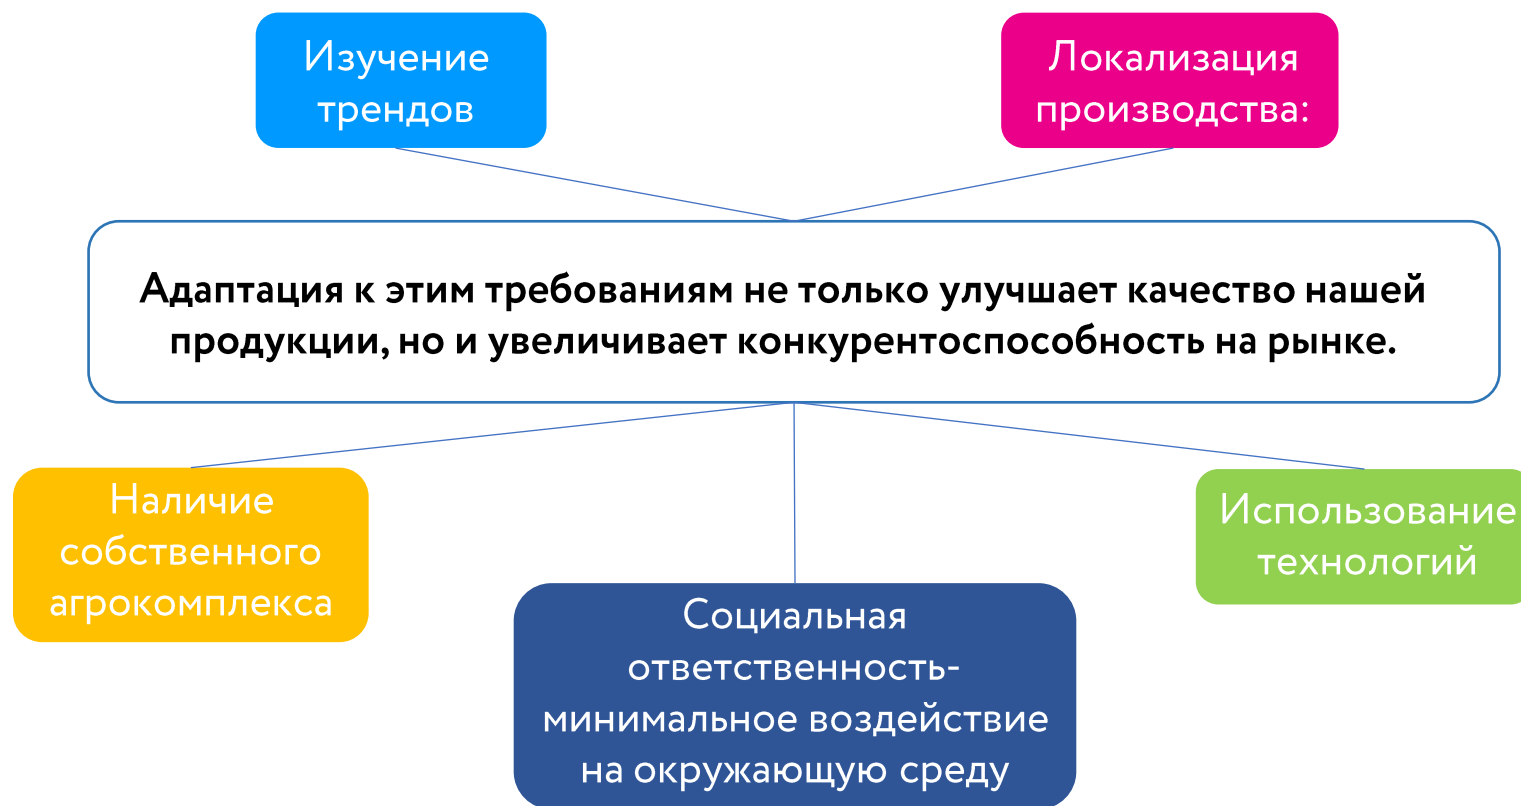 Изучение
трендов
Локализация
производства:
Адаптация к этим требованиям не только улучшает качество нашей
продукции, но и увеличивает конкурентоспособность на рынке.
Наличие
собственного
агрокомплекса
Социальная
ответственность-
минимальное воздействие
на окружающую среду
Использование
технологий